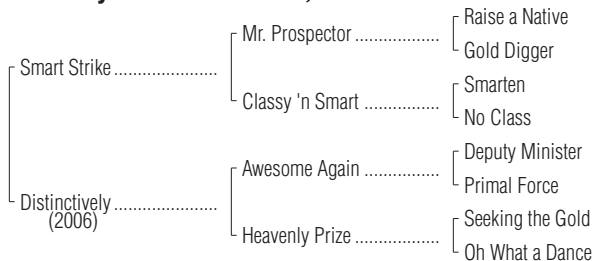 Raise a Native
Mr. Prospector ..................
Gold Digger
Smart Strike ......................
Smarten
Classy 'n Smart ................
No Class
Deputy Minister
Awesome Again ................
Primal Force
Distinctively ......................
(2006)
Seeking the Gold
Heavenly Prize ..................
Oh What a Dance